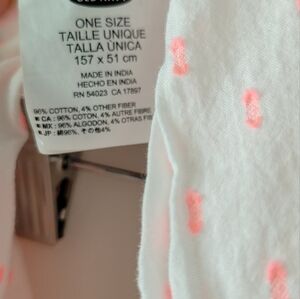 ONE SIZE
TAILLE UNIQUE
TALLA ÚNICA
157 x 51 cm
MADE IN INDIA
HECHO EN INDIA
RN 54023 CA 17897
96% COTTON, 4% OTHER FIBER
■ CA : 96% COTON, 4% AUTRE FIBRE
■ MX : 96% ALGODON, 4% OTRAS FIB
■ JP : 綿96%, その他4%